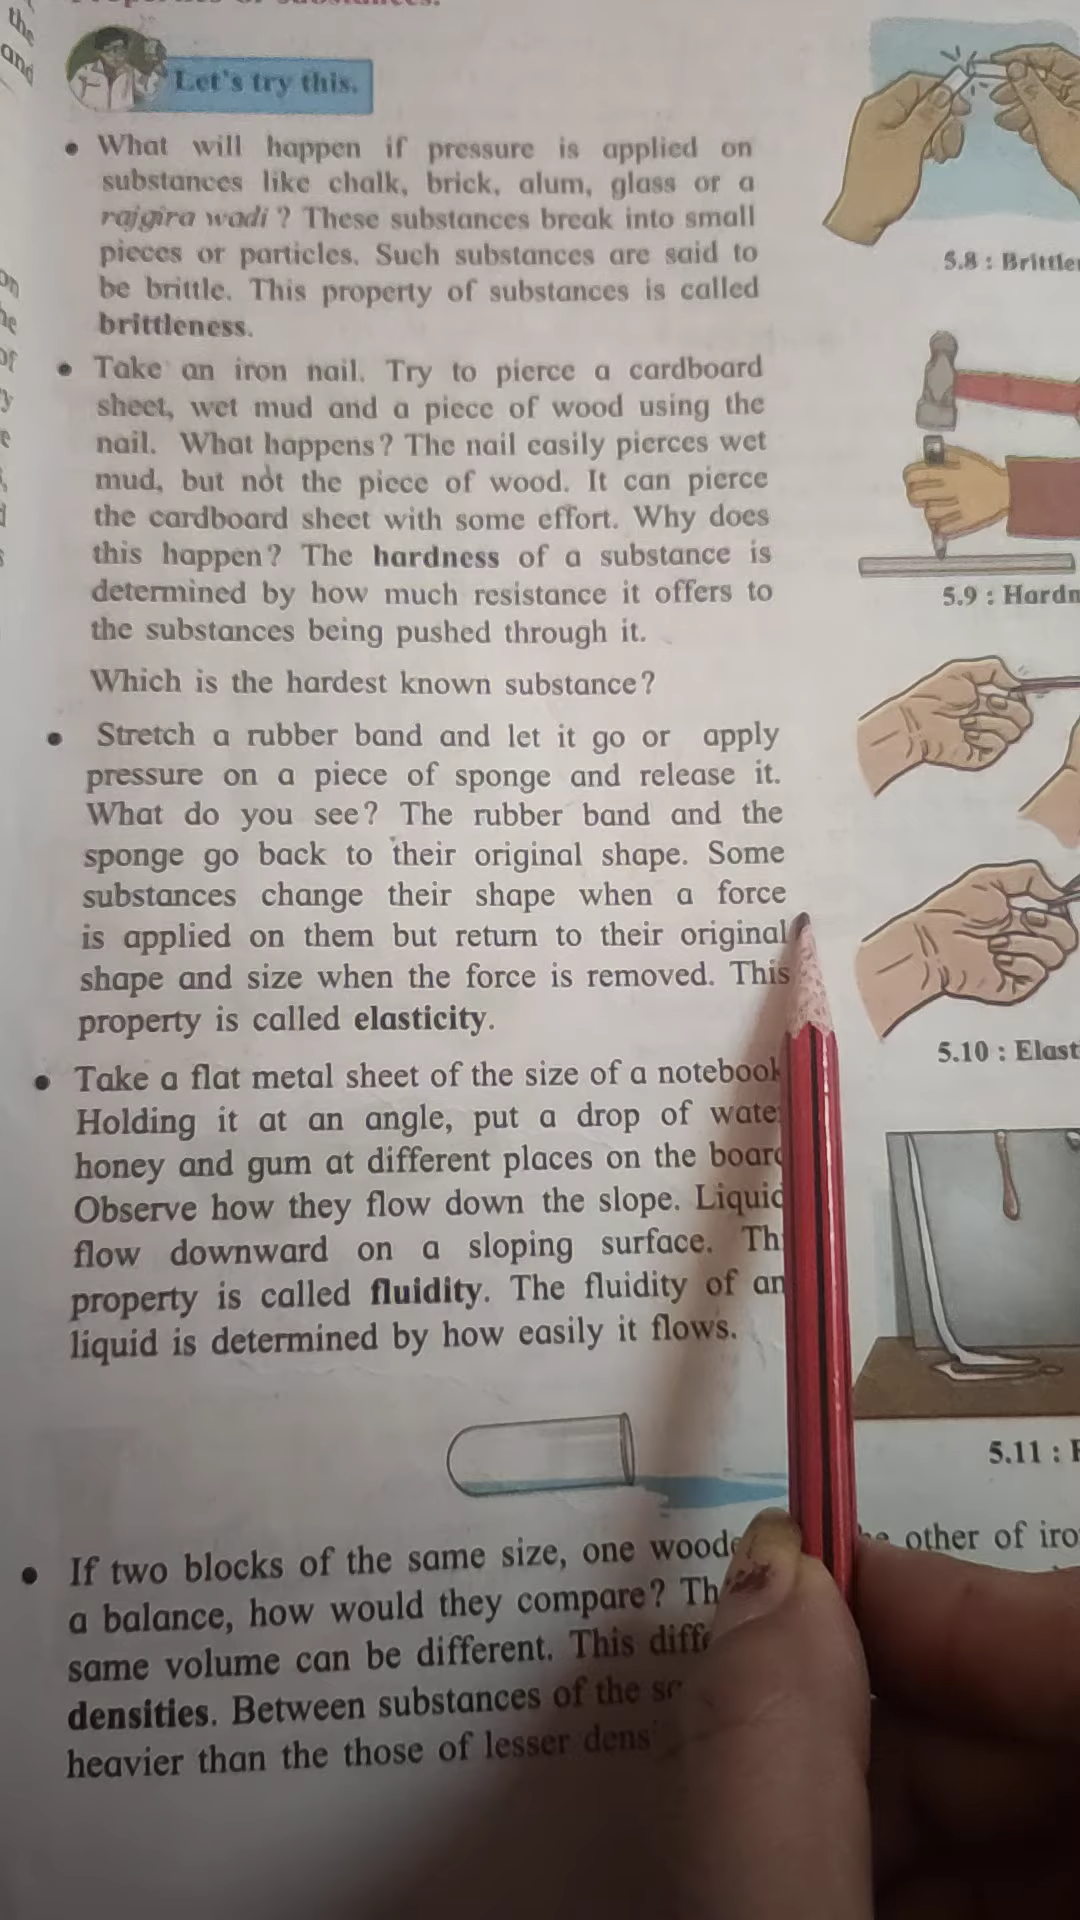 the
and
Let's try this.
• What will happen if pressure is applied on
substances like chalk, brick, alum, glass or a
rajgira wadi ? These substances break into small
pieces or particles. Such substances are said to
be brittle. This property of substances is called
brittleness.
• Take an iron nail. Try to pierce a cardboard
sheet, wet mud and a piece of wood using the
nail. What happens? The nail easily pierces wet
mud, but not the piece of wood. It can pierce
the cardboard sheet with some effort. Why does
this happen? The hardness of a substance is
determined by how much resistance it offers to
the substances being pushed through it.
Which is the hardest known substance?
• Stretch a rubber band and let it go or apply
pressure on a piece of sponge and release it.
What do you see? The rubber band and the
sponge go back to their original shape. Some
substances change their shape when a force
is applied on them but return to their original
shape and size when the force is removed. This
property is called elasticity.
• Take a flat metal sheet of the size of a notebook
Holding it at an angle, put a drop of wate
honey and gum at different places on the board
Observe how they flow down the slope. Liquid
flow downward on a sloping surface. Th
property is called fluidity. The fluidity of an
liquid is determined by how easily it flows.
• If two blocks of the same size, one woode other of iro
a balance, how would they compare? Th
same volume can be different. This diffe
densities. Between substances of the
heavier than the those of lesser dens
5.8 : Brittle
5.9 : Hardn
5.10 : Elast
5.11 : F